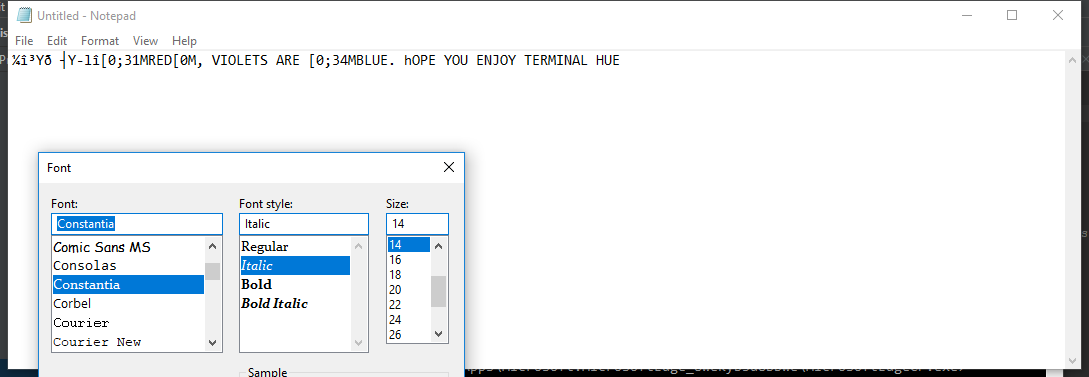 Untitled - Notepad
File Edit Format View Help
¼î³Yð ┤Y-lî[0;31MRED[0M, VIOLETS ARE [0;34MBLUE. hOPE YOU ENJOY TERMINAL HUE
Font
Font: Font style: Size:
Constantia Italic 14
Comic Sans MS Regular 14
Consolas Italic 16
Constantia Bold 18
Corbel Bold Italic 20
Courier 22
Courier New 24
26
Sample